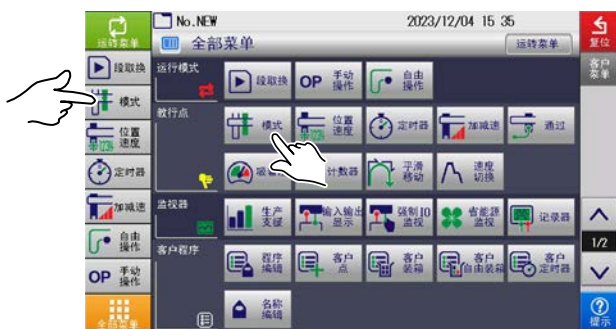 No.NEW 2023/12/04 15 35
运转菜单
全部菜单
运转菜单
复位
段取换
模式
位置
速度
定时器
加减速
自由
操作
OP 手动
操作
全部菜单
运行模式
段取换
OP 手动
操作
自由
操作
教行点
模式
位置
速度
定时器
加减速
通过
计数器
平滑
移动
速度
切换
监视器
生产
支援
输入输出
显示
强制IO
监视
省能源
监视
记录器
客户程序
程序
编辑
客户
点
客户
装箱
客户
自由装箱
客户
定时器
名称
编辑
客户
菜单
1/2
提示